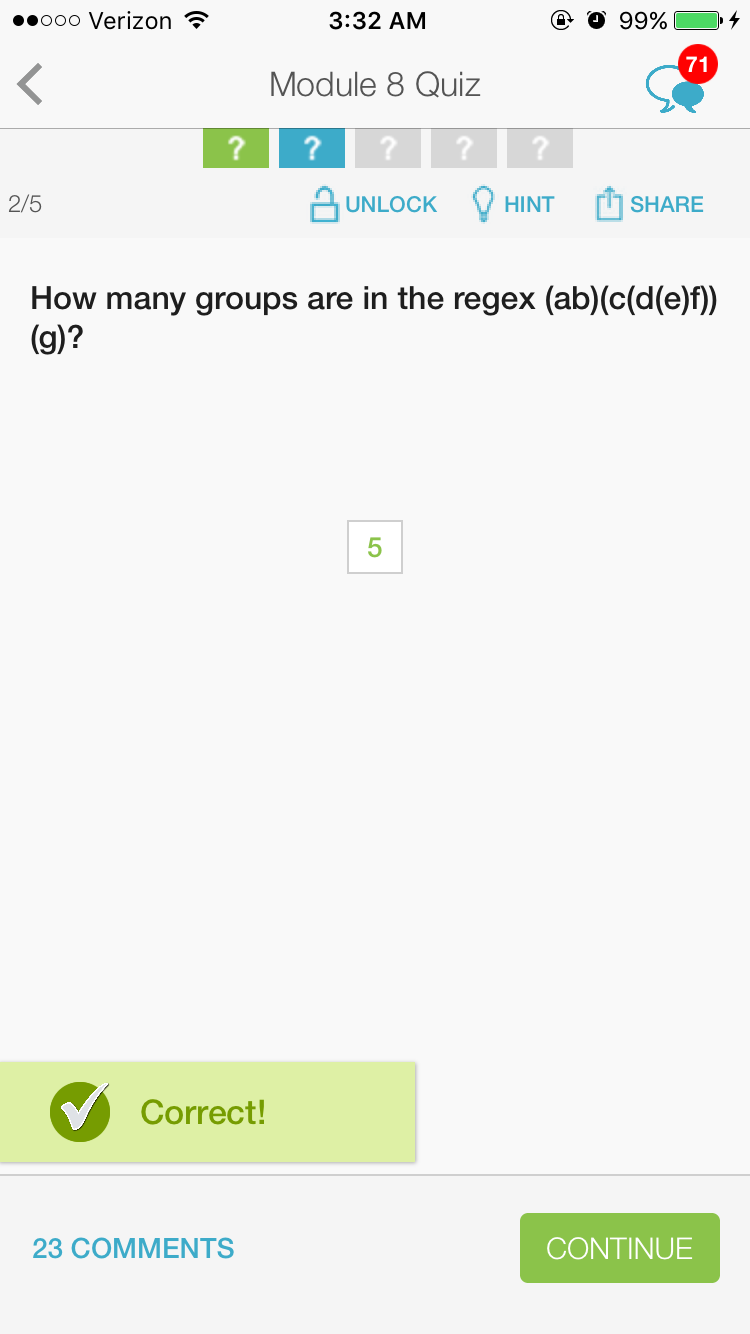 Verizon 3:32 AM 99%
Module 8 Quiz 71
? ? ? ? ?
2/5 UNLOCK HINT SHARE
How many groups are in the regex (ab)(c(d(e)f))
(g)?
5
Correct!
23 COMMENTS CONTINUE